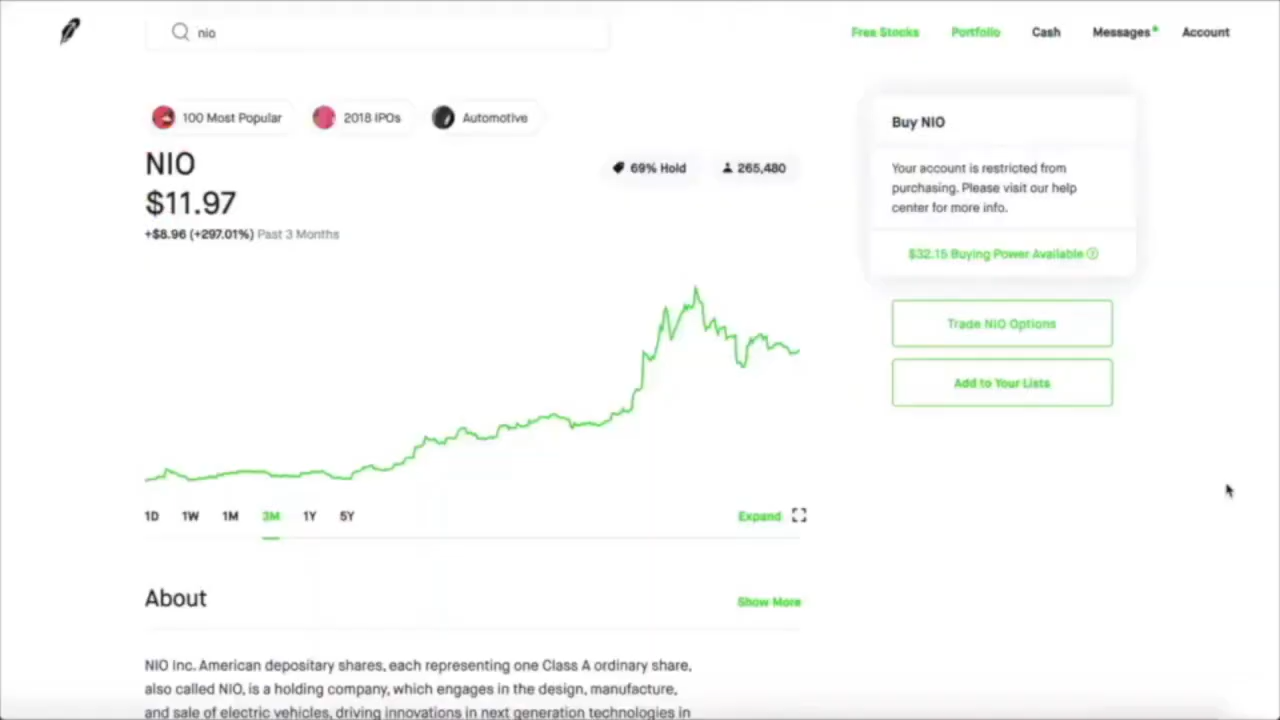 nio
Free Stocks
Portfolio
Cash
Messages
Account
100 Most Popular
2018 IPOs
Automotive
NIO
69% Hold
265,480
$11.97
+$8.96 (+297.01%) Past 3 Months
Buy NIO
Your account is restricted from
purchasing. Please visit our help
center for more info.
$32.15 Buying Power Available
Trade NIO Options
Add to Your Lists
1D
1W
1M
3M
1Y
5Y
Expand
About
Show More
NIO Inc. American depositary shares, each representing one Class A ordinary share,
also called NIO, is a holding company, which engages in the design, manufacture,
and sale of electric vehicles, driving innovations in next generation technologies in